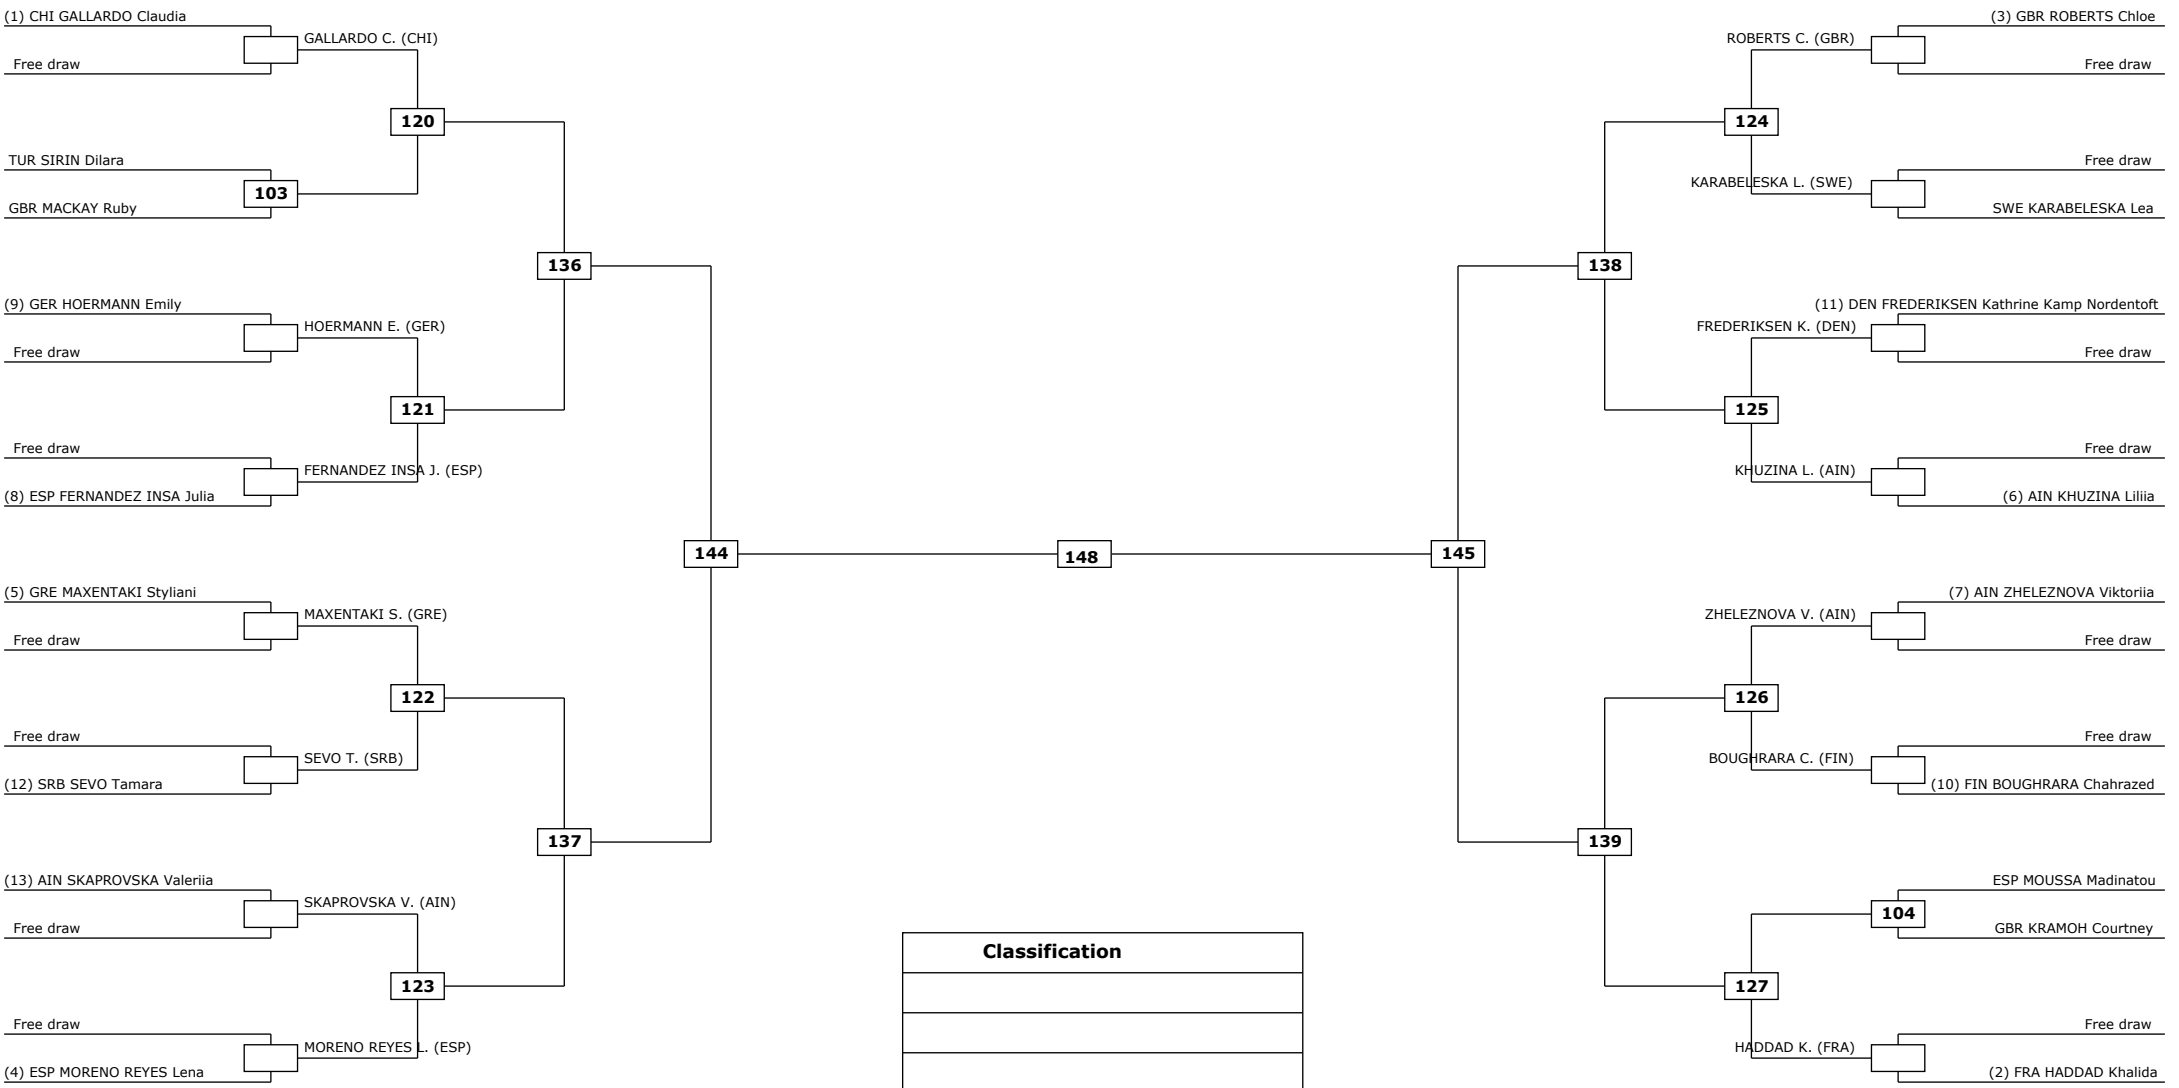 (1) CHI GALLARDO Claudia
GALLARDO C. (CHI)
Free draw
120
TUR SIRIN Dilara
103
GBR MACKAY Ruby
136
(9) GER HOERMANN Emily
HOERMANN E. (GER)
Free draw
121
Free draw
FERNANDEZ INSA J. (ESP)
(8) ESP FERNANDEZ INSA Julia
144
(5) GRE MAXENTAKI Styliani
MAXENTAKI S. (GRE)
Free draw
122
Free draw
SEVO T. (SRB)
(12) SRB SEVO Tamara
137
(13) AIN SKAPROVSKA Valeriia
SKAPROVSKA V. (AIN)
Free draw
123
Free draw
MORENO REYES L. (ESP)
(4) ESP MORENO REYES Lena
148
(3) GBR ROBERTS Chloe
ROBERTS C. (GBR)
Free draw
124
Free draw
KARABELESKA L. (SWE)
SWE KARABELESKA Lea
138
(11) DEN FREDERIKSEN Kathrine Kamp Nordentoft
FREDERIKSEN K. (DEN)
Free draw
125
Free draw
KHUZINA L. (AIN)
(6) AIN KHUZINA Liliia
145
(7) AIN ZHELEZNOVA Viktoriia
ZHELEZNOVA V. (AIN)
Free draw
126
Free draw
BOUGHRARA C. (FIN)
(10) FIN BOUGHRARA Chahrazed
139
ESP MOUSSA Madinatou
104
GBR KRAMOH Courtney
127
Free draw
HADDAD K. (FRA)
(2) FRA HADDAD Khalida
Classification